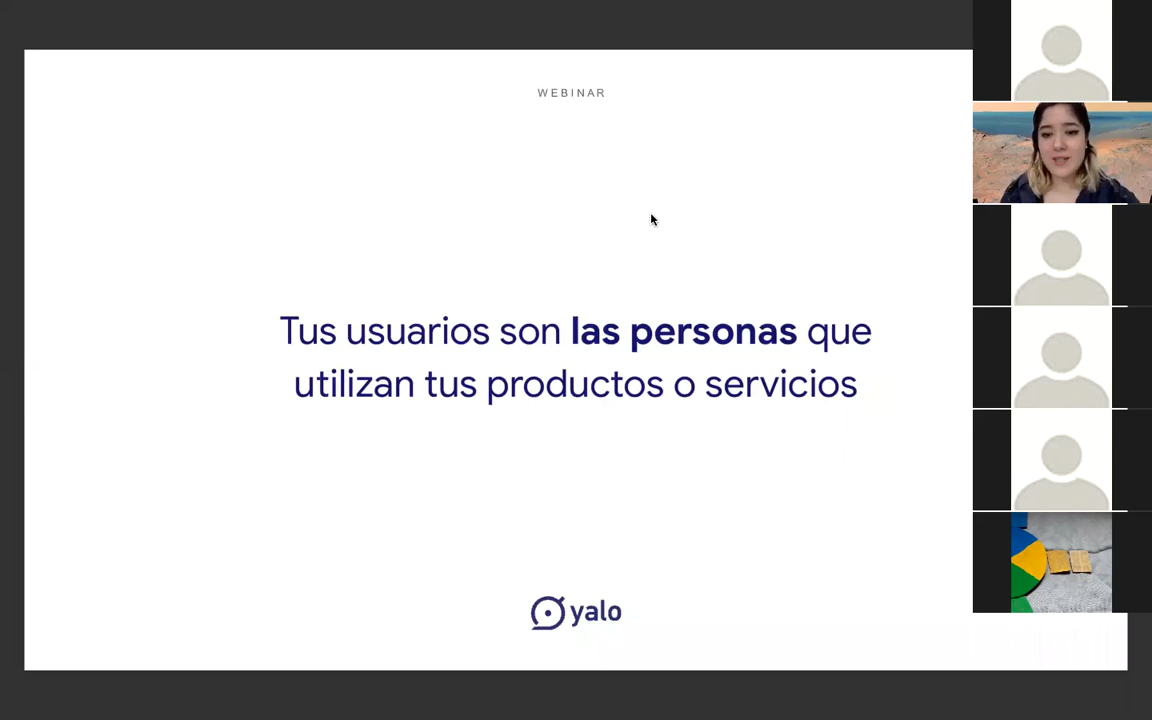 WEBINAR
Tus usuarios son las personas que
utilizan tus productos o servicios
yalo